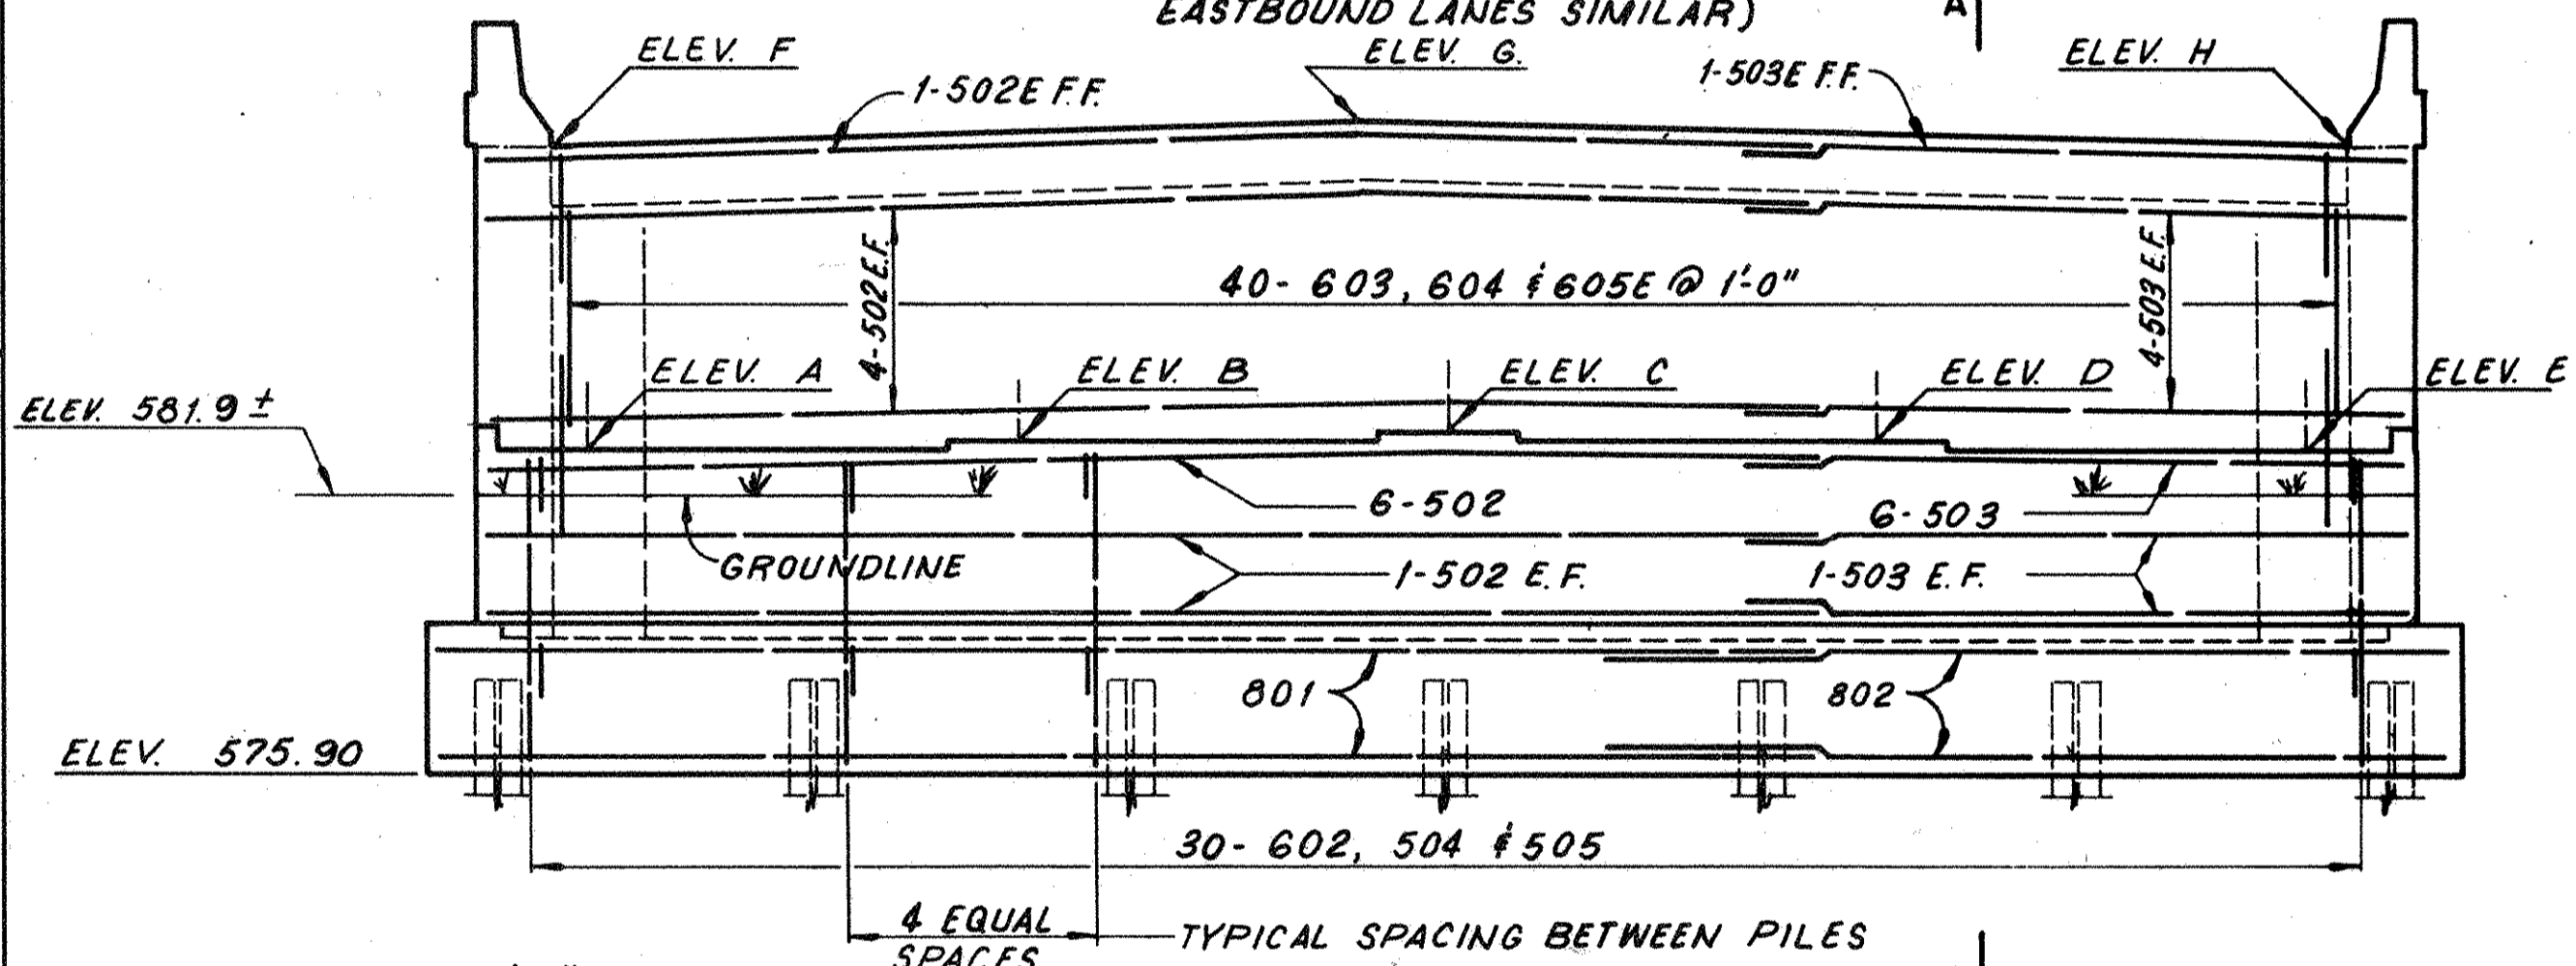 EASTBOUND LANES SIMILAR)
A
ELEV. F
ELEV. G.
ELEV. H
1-502E F.F.
1-503E F.F.
4-502 E.F.
40- 603, 604 & 605E @ 1'-0"
4-503 E.F.
ELEV. A
ELEV. B
ELEV. C
ELEV. D
ELEV. E
ELEV. 581.9 ±
6-502
6-503
GROUNDLINE
1-502 E.F.
1-503 E.F.
801
802
ELEV. 575.90
30- 602, 504 & 505
4 EQUAL
SPACES
TYPICAL SPACING BETWEEN PILES